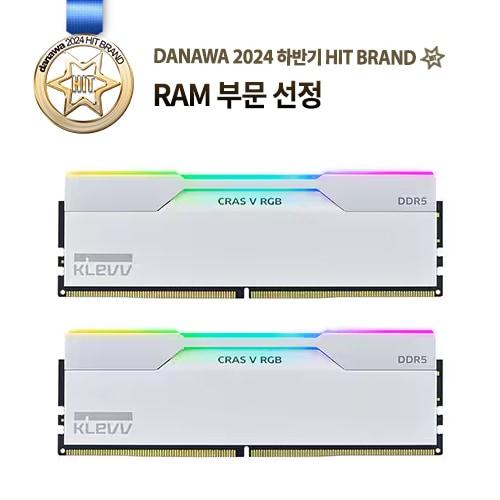 danawa 2024 HIT BRAND
HIT
DANAWA 2024 하반기 HIT BRAND
RAM 부문 선정
CRAS V RGB
DDR5
KLevv
CRAS V RGB
DDR5
KLevv